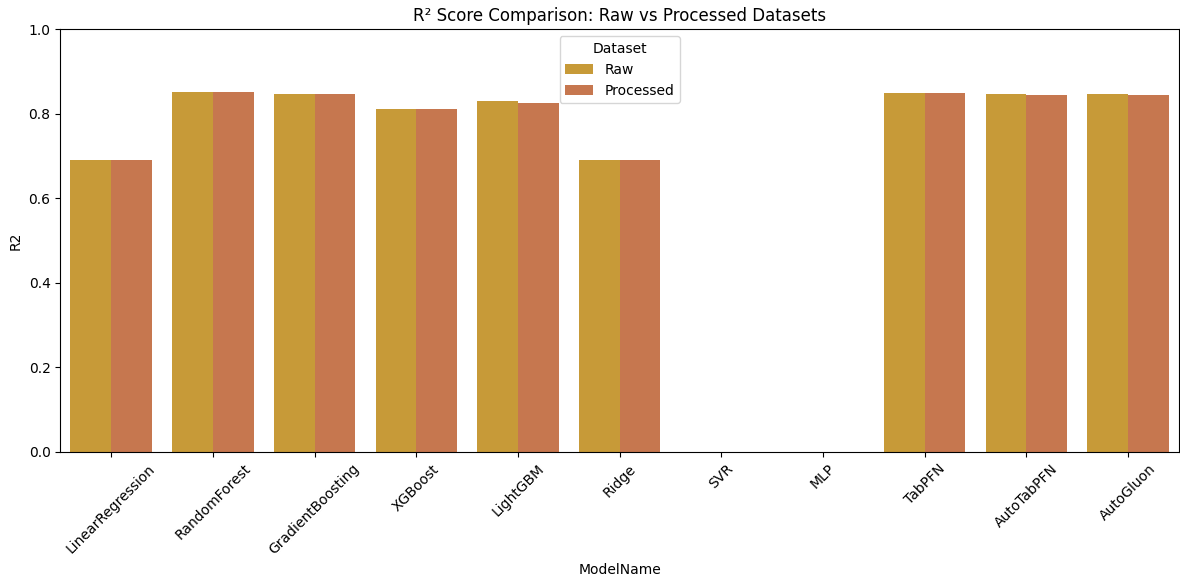 R² Score Comparison: Raw vs Processed Datasets
Dataset
Raw
Processed
R2
1.0
0.8
0.6
0.4
0.2
0.0
LinearRegression
RandomForest
GradientBoosting
XGBoost
LightGBM
Ridge
SVR
MLP
TabPFN
AutoTabPFN
AutoGluon
ModelName